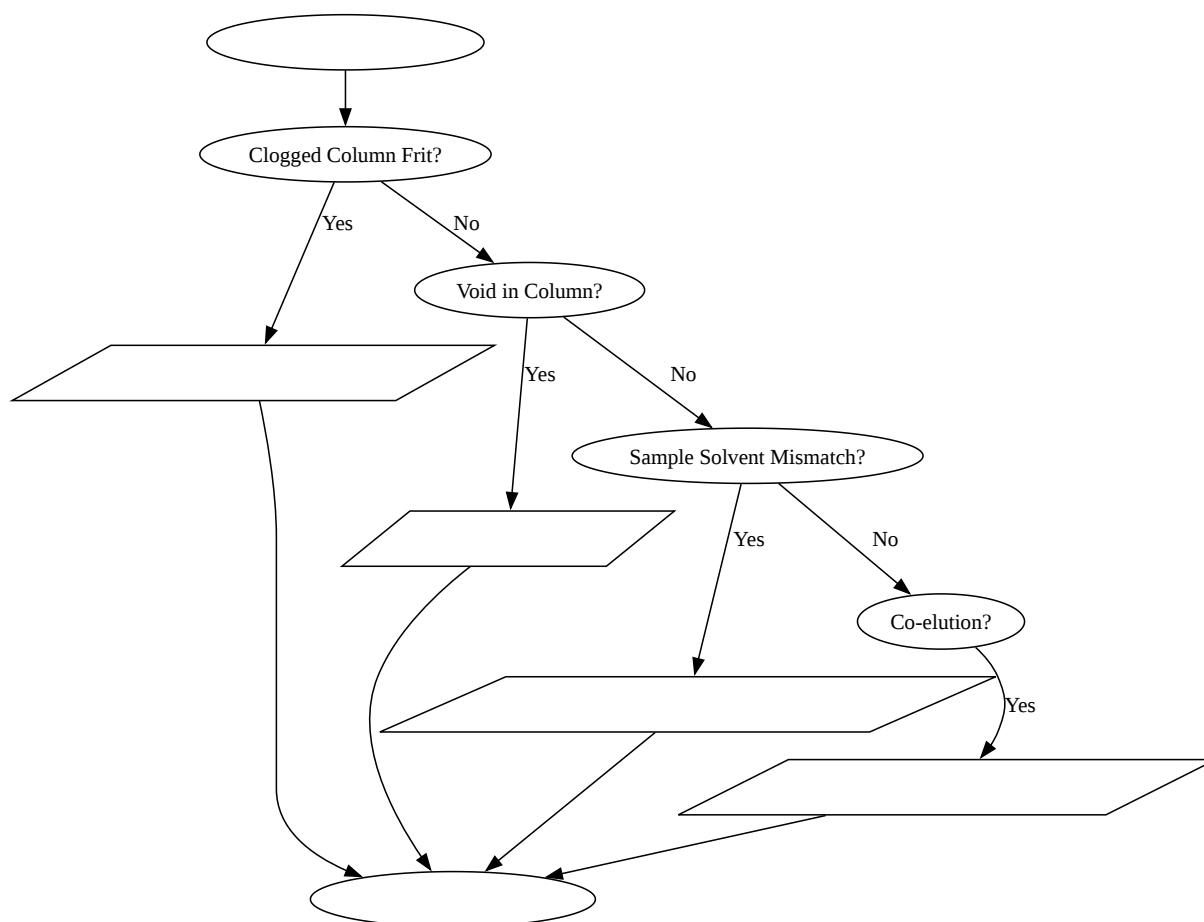 Clogged Column Frit?
Yes
No
Void in Column?
Yes
No
Sample Solvent Mismatch?
Yes
No
Co-elution?
Yes